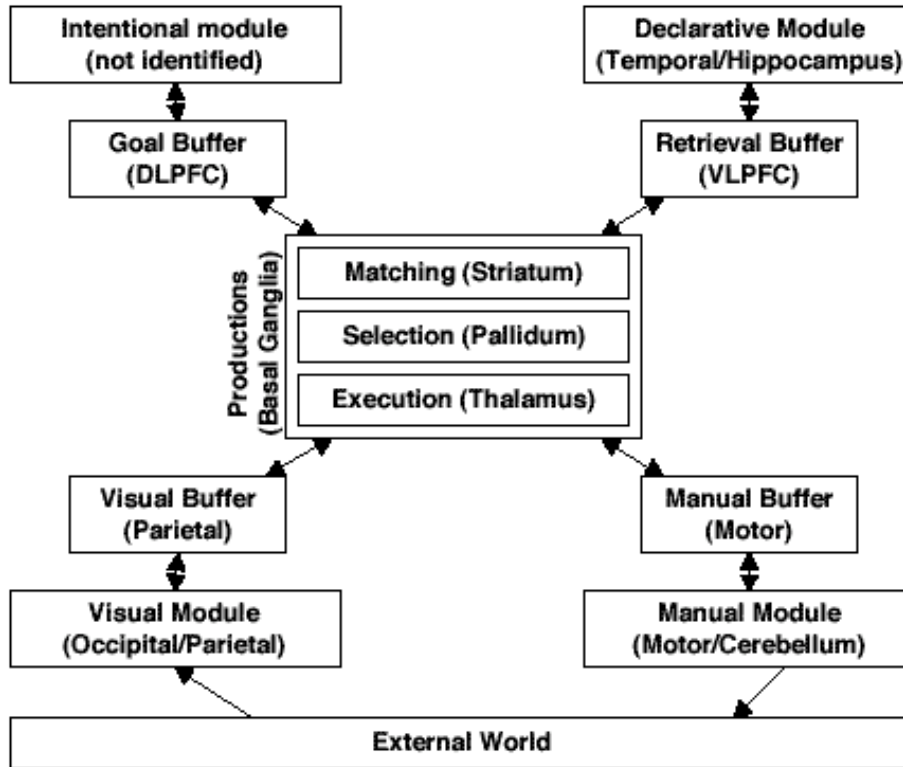 Intentional module
(not identified)
Declarative Module
(Temporal/Hippocampus)
Goal Buffer
(DLPFC)
Retrieval Buffer
(VLPFC)
Productions
(Basal Ganglia)
Matching (Striatum)
Selection (Pallidum)
Execution (Thalamus)
Visual Buffer
(Parietal)
Manual Buffer
(Motor)
Visual Module
(Occipital/Parietal)
Manual Module
(Motor/Cerebellum)
External World